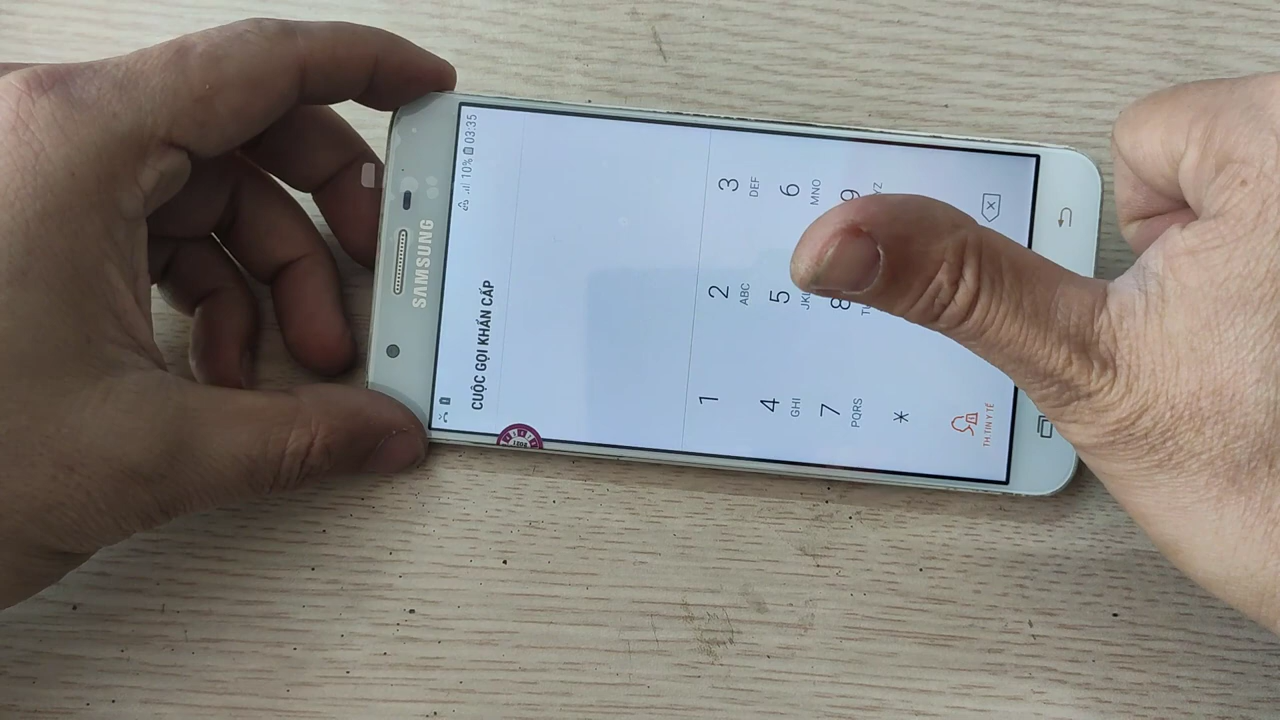 SAMSUNG
10% 03:35
CUỘC GỌI KHẨN CẤP
1 2 ABC 3 DEF
4 GHI 5 JKL 6 MNO
7 PQRS 8 9
*
TH.TIN Y TẾ